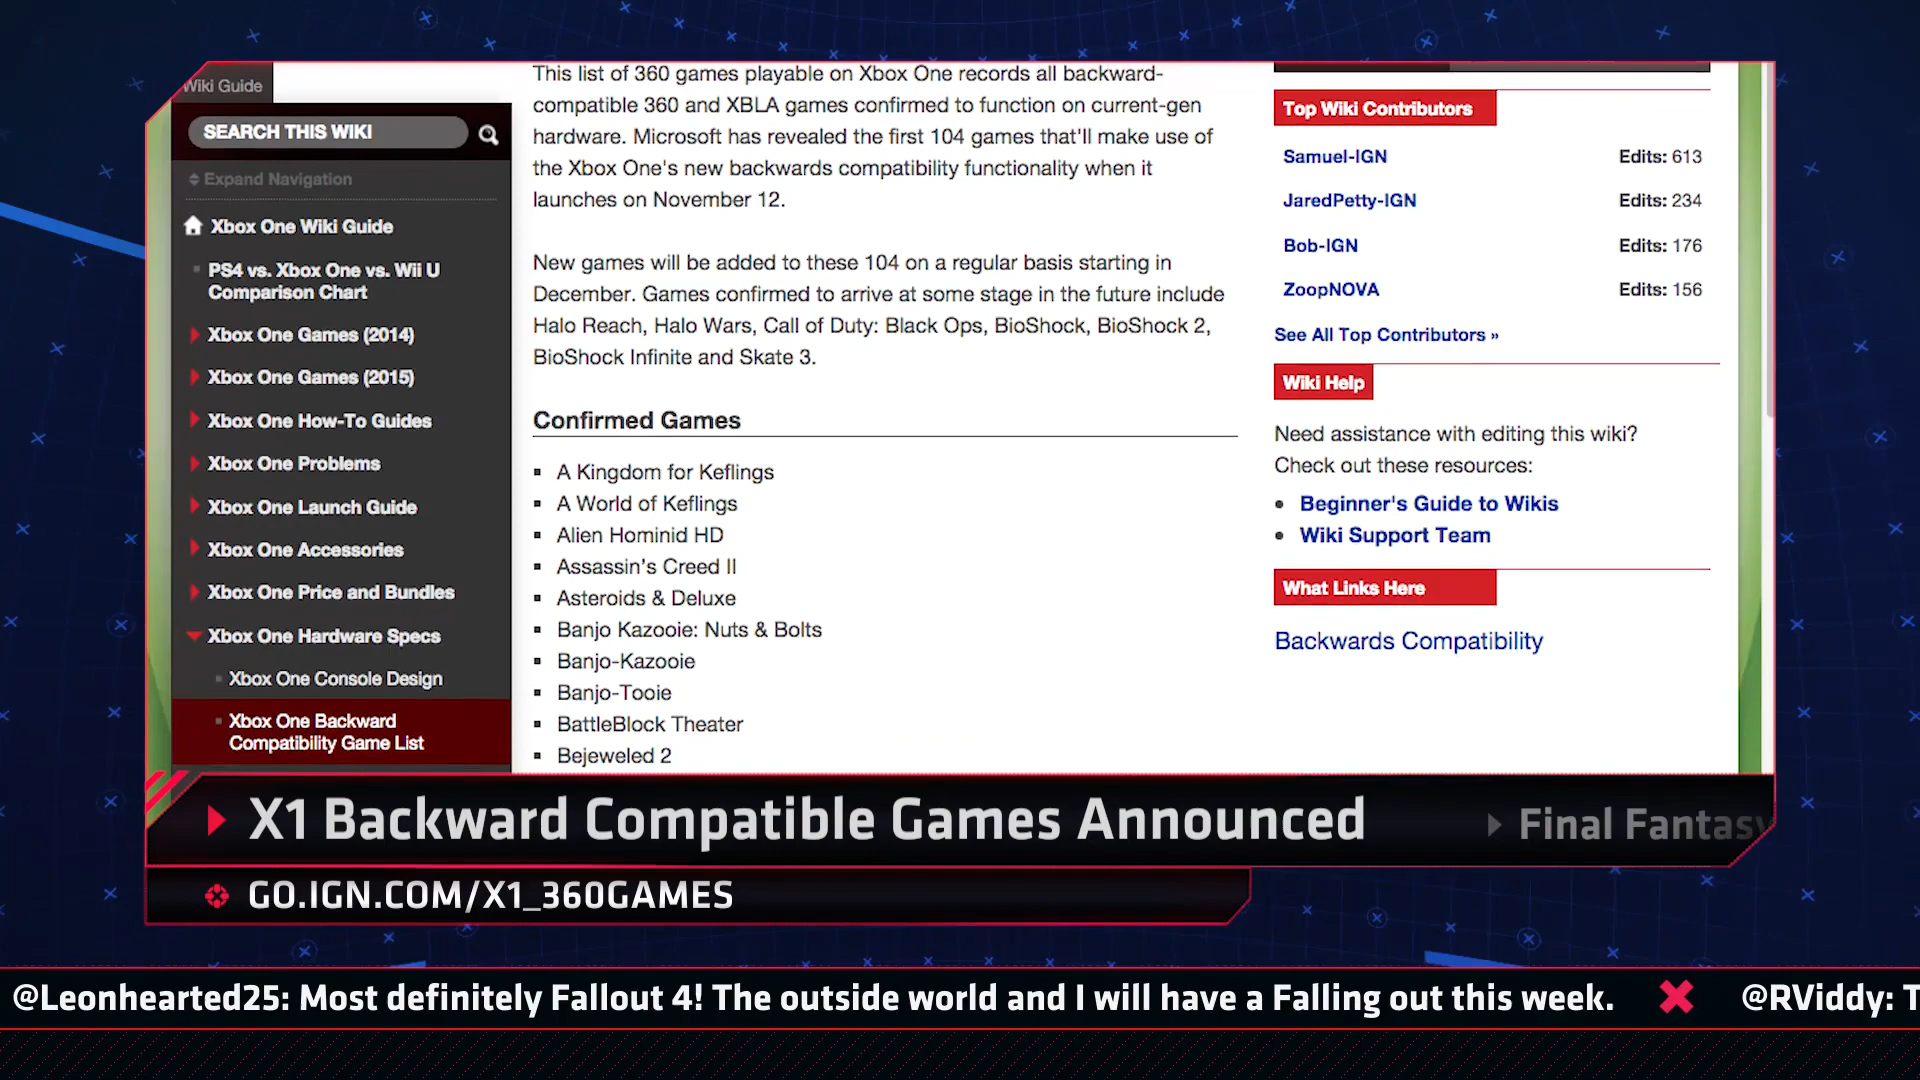 Wiki Guide
SEARCH THIS WIKI
Expand Navigation
Xbox One Wiki Guide
PS4 vs. Xbox One vs. Wii U
Comparison Chart
Xbox One Games (2014)
Xbox One Games (2015)
Xbox One How-To Guides
Xbox One Problems
Xbox One Launch Guide
Xbox One Accessories
Xbox One Price and Bundles
Xbox One Hardware Specs
Xbox One Console Design
Xbox One Backward
Compatibility Game List
This list of 360 games playable on Xbox One records all backward-
compatible 360 and XBLA games confirmed to function on current-gen
hardware. Microsoft has revealed the first 104 games that'll make use of
the Xbox One's new backwards compatibility functionality when it
launches on November 12.
New games will be added to these 104 on a regular basis starting in
December. Games confirmed to arrive at some stage in the future include
Halo Reach, Halo Wars, Call of Duty: Black Ops, BioShock, BioShock 2,
BioShock Infinite and Skate 3.
Confirmed Games
A Kingdom for Keflings
A World of Keflings
Alien Hominid HD
Assassin's Creed II
Asteroids & Deluxe
Banjo Kazooie: Nuts & Bolts
Banjo-Kazooie
Banjo-Tooie
BattleBlock Theater
Bejeweled 2
Top Wiki Contributors
Samuel-IGN Edits: 613
JaredPetty-IGN Edits: 234
Bob-IGN Edits: 176
ZoopNOVA Edits: 156
See All Top Contributors »
Wiki Help
Need assistance with editing this wiki?
Check out these resources:
Beginner's Guide to Wikis
Wiki Support Team
What Links Here
Backwards Compatibility
X1 Backward Compatible Games Announced
Final Fantasy
GO.IGN.COM/X1_360GAMES
@Leonhearted25: Most definitely Fallout 4! The outside world and I will have a Falling out this week. @RViddy: T